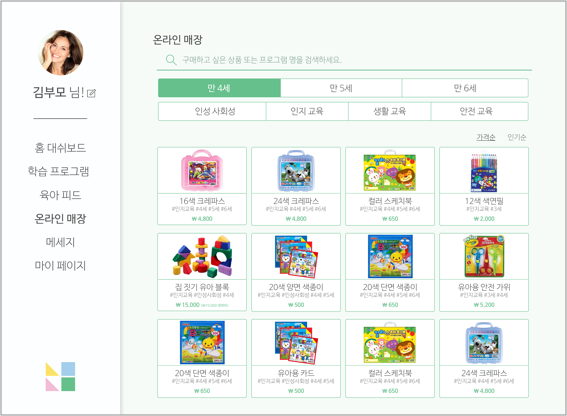 김부모 님!
홈 대쉬보드
학습 프로그램
육아 피드
온라인 매장
메세지
마이 페이지
온라인 매장
구매하고 싶은 상품 또는 프로그램 명을 검색하세요.
만 4세 만 5세 만 6세
인성 사회성 인지 교육 생활 교육 안전 교육
가격순 인기순
16색 크레파스
#인지교육 #4세 #5세 #6세
₩ 4,800
24색 크레파스
#인지교육 #4세 #5세 #6세
₩ 4,800
컬러 스케치북
#인지교육 #4세 #5세 #6세
₩ 650
12색 색연필
#인지교육 #3세
₩ 2,000
집 짓기 유아 블록
#인지교육 #인성사회성 #4세
₩ 15,000
20색 양면 색종이
#인지교육 #4세 #5세 #6세
₩ 500
20색 단면 색종이
#인지교육 #4세 #5세 #6세
₩ 650
유아용 안전 가위
#인지교육 #4세 #5세 #6세
₩ 5,200
20색 단면 색종이
#인지교육 #4세 #5세 #6세
₩ 650
유아용 카드
#인지교육 #인성사회성 #4세 #5세
₩ 500
컬러 스케치북
#인지교육 #4세 #5세 #6세
₩ 650
24색 크레파스
#인지교육 #4세 #5세 #6세
₩ 4,800